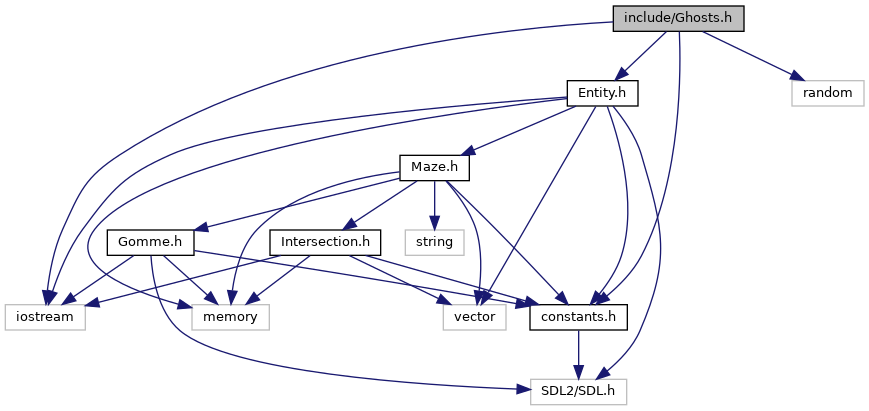 include/Ghosts.h
Entity.h
random
Maze.h
Gomme.h
Intersection.h
string
iostream
memory
vector
constants.h
SDL2/SDL.h